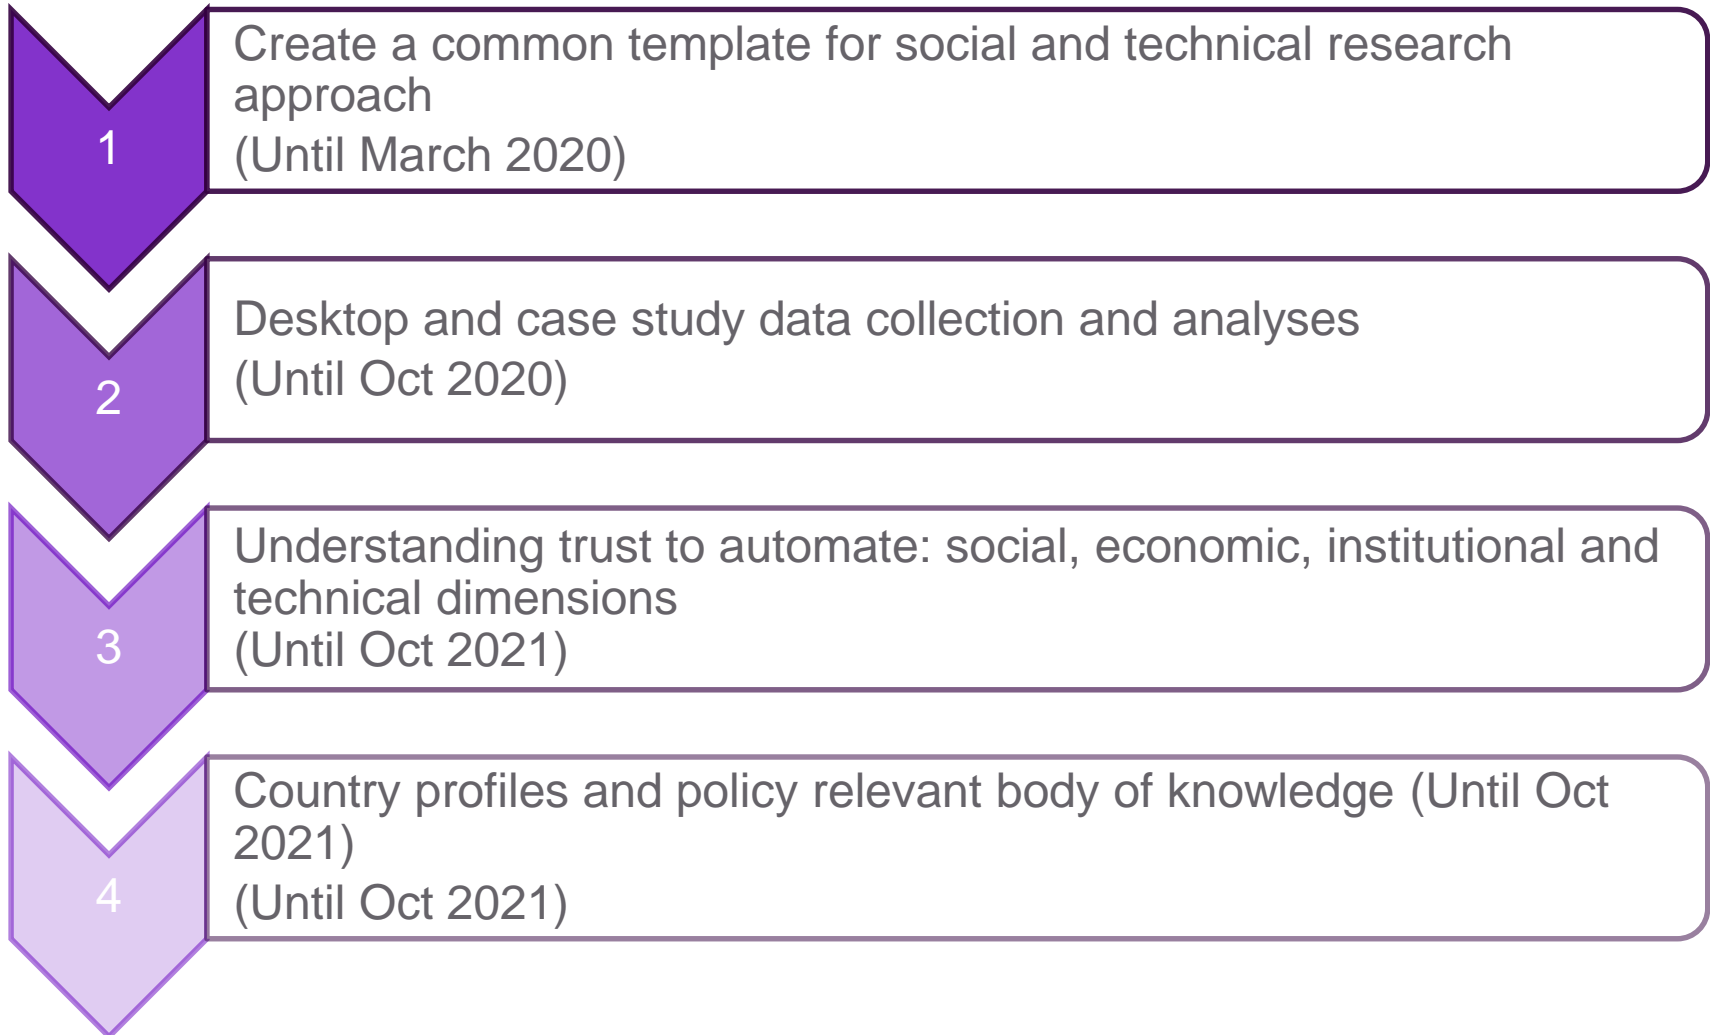 1
Create a common template for social and technical research
approach
(Until March 2020)
2
Desktop and case study data collection and analyses
(Until Oct 2020)
3
Understanding trust to automate: social, economic, institutional and
technical dimensions
(Until Oct 2021)
4
Country profiles and policy relevant body of knowledge (Until Oct
2021)
(Until Oct 2021)